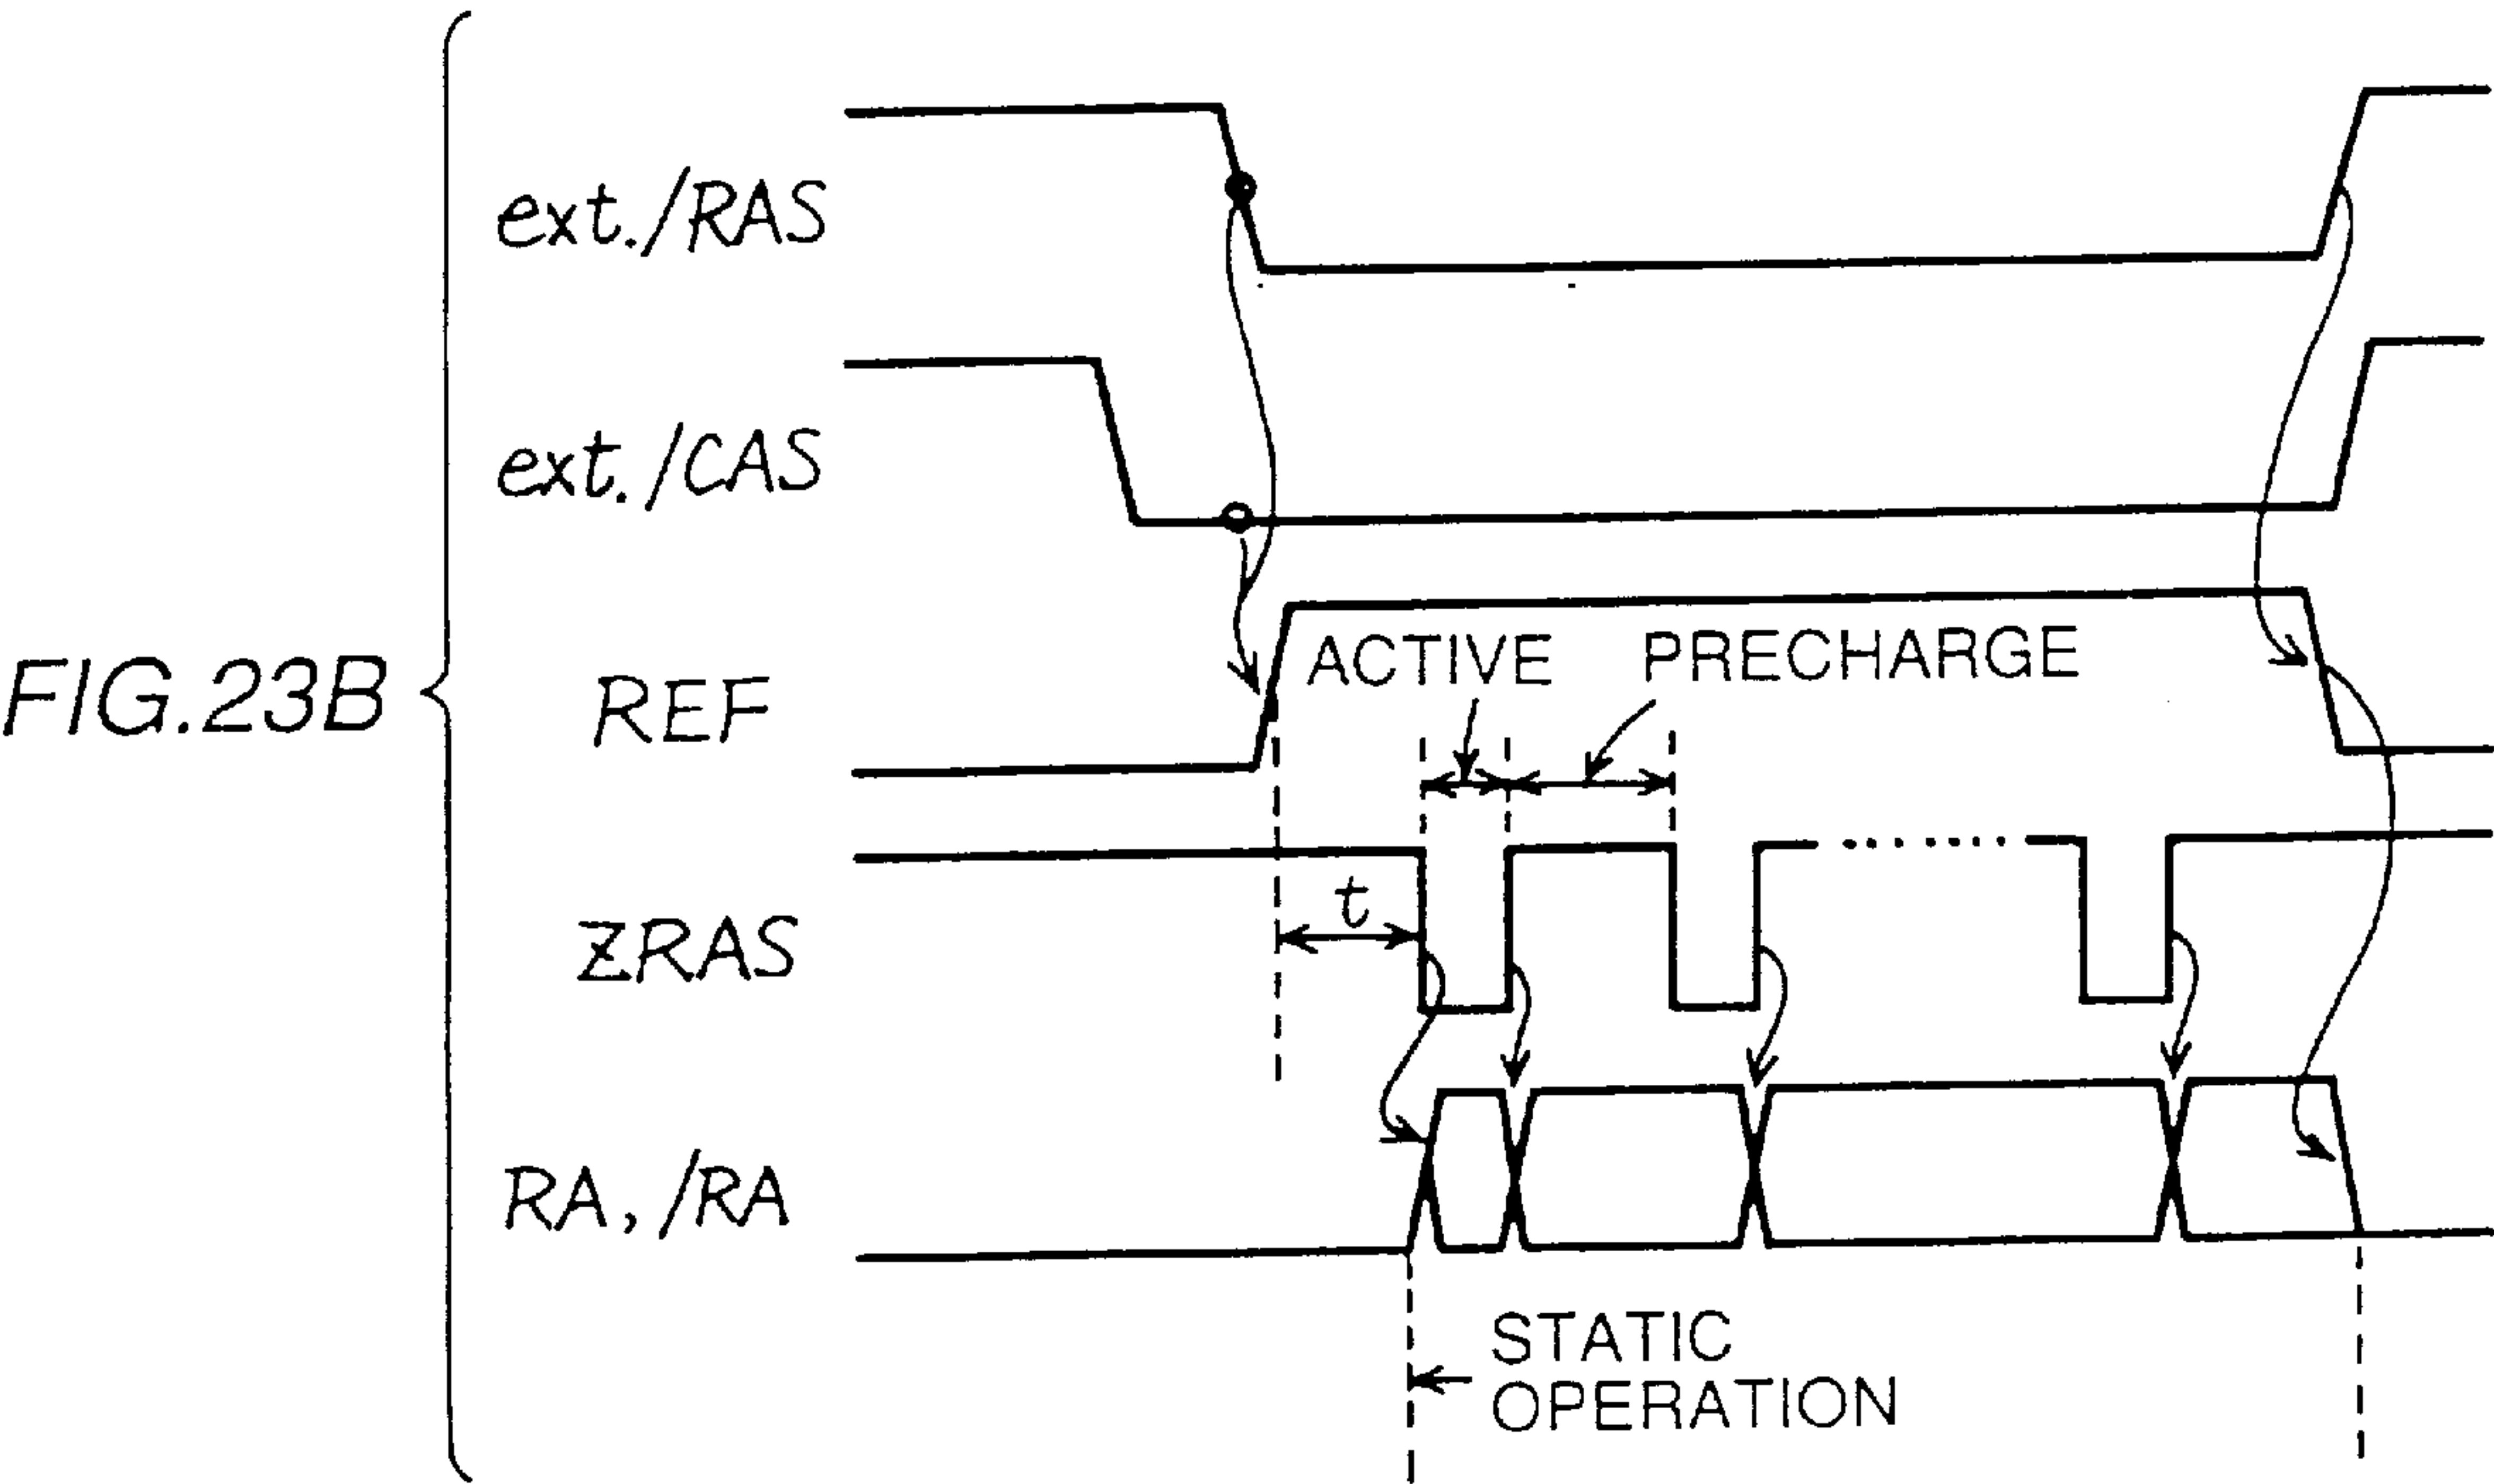 FIG.23B
ext./RAS
ext./CAS
REF
ACTIVE
PRECHARGE
ZRAS
t
RA, /RA
STATIC
OPERATION